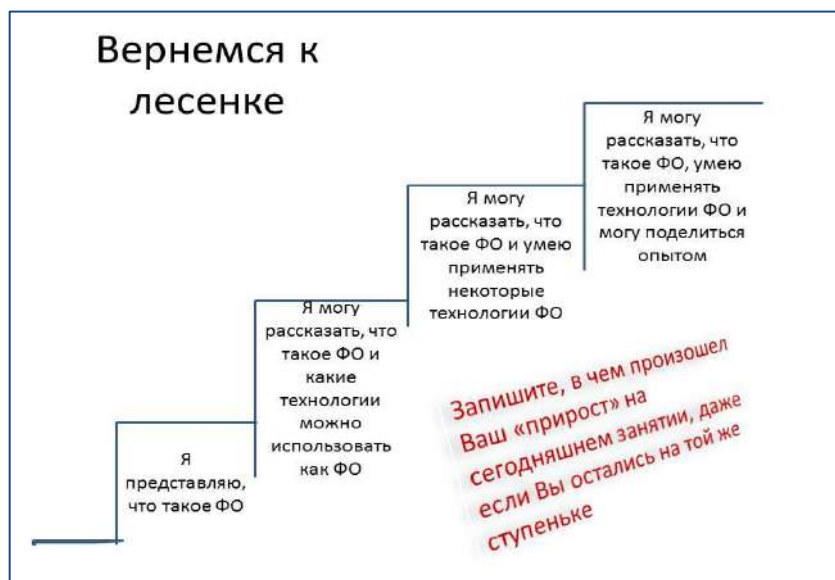 Вернемся к
лесенке
Я
представляю,
что такое ФО
Я могу
рассказать, что
такое ФО и
какие
технологии
можно
использовать
как ФО
Я могу
рассказать, что
такое ФО и умею
применять
некоторые
технологии ФО
Я могу
рассказать, что
такое ФО, умею
применять
технологии ФО и
могу поделиться
опытом
Запишите, в чем произошел
Ваш «прирост» на
сегодняшнем занятии, даже
если Вы остались на той же
ступеньке